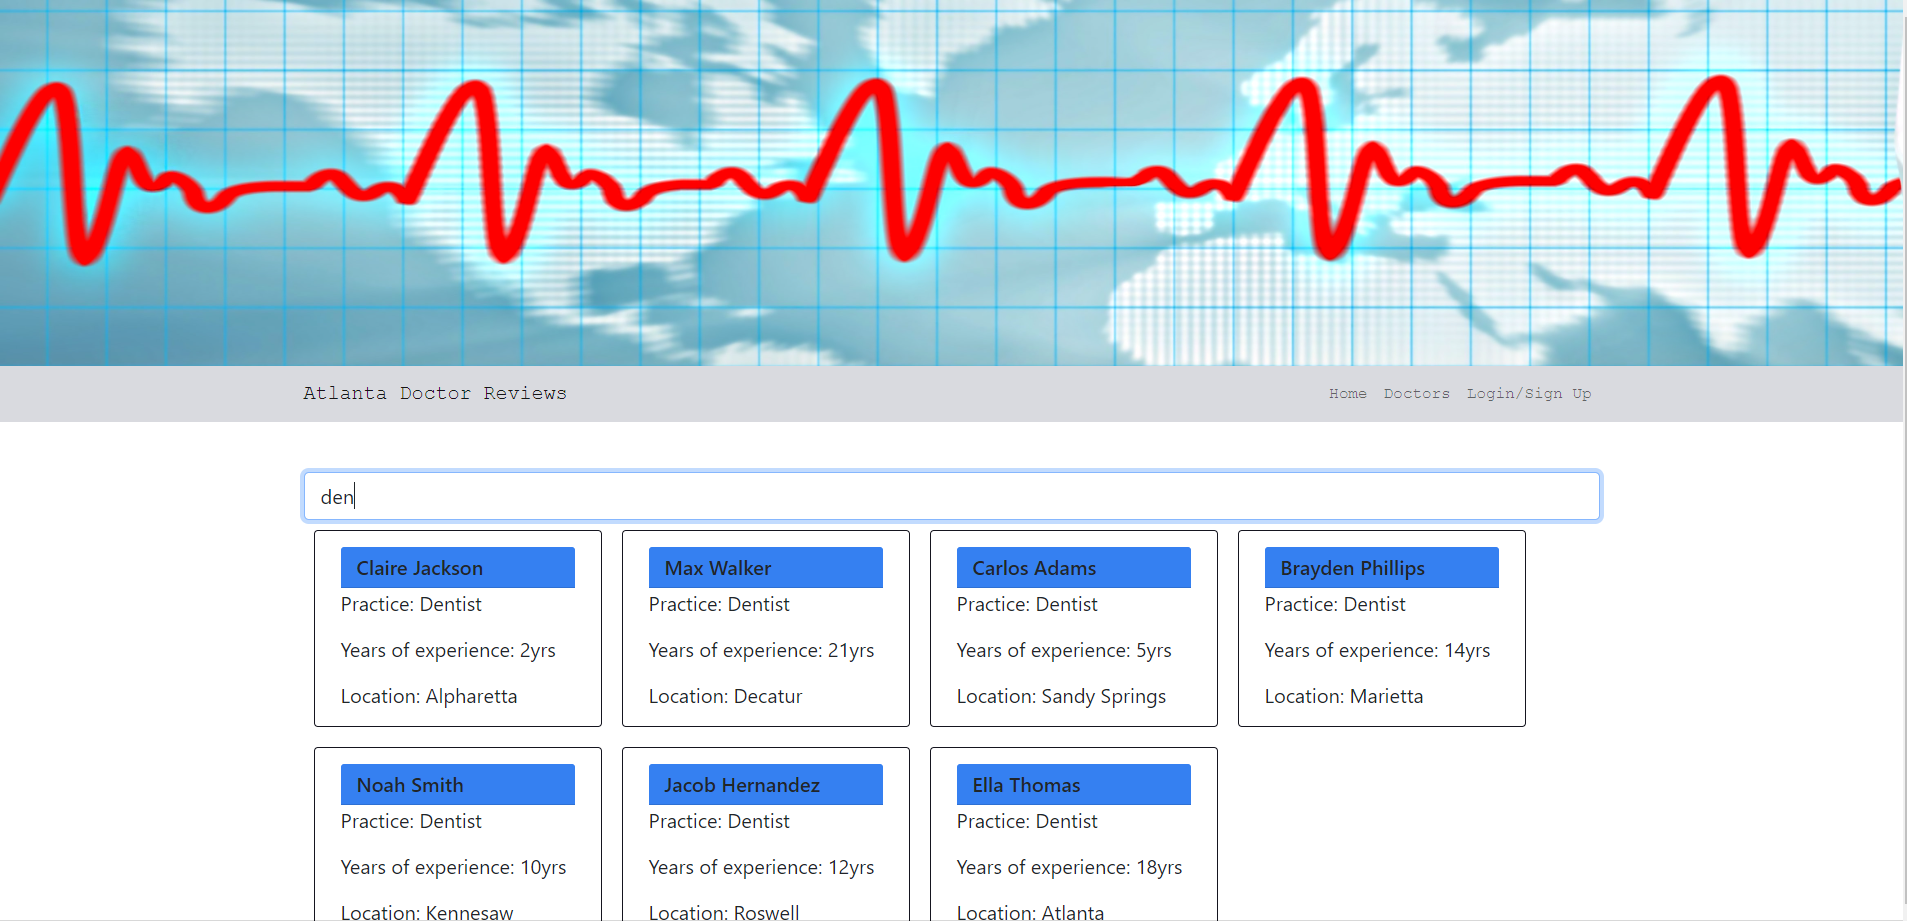 Atlanta Doctor Reviews
Home Doctors Login/Sign Up
den
Claire Jackson
Practice: Dentist
Years of experience: 2yrs
Location: Alpharetta
Max Walker
Practice: Dentist
Years of experience: 21yrs
Location: Decatur
Carlos Adams
Practice: Dentist
Years of experience: 5yrs
Location: Sandy Springs
Brayden Phillips
Practice: Dentist
Years of experience: 14yrs
Location: Marietta
Noah Smith
Practice: Dentist
Years of experience: 10yrs
Location: Kennesaw
Jacob Hernandez
Practice: Dentist
Years of experience: 12yrs
Location: Roswell
Ella Thomas
Practice: Dentist
Years of experience: 18yrs
Location: Atlanta